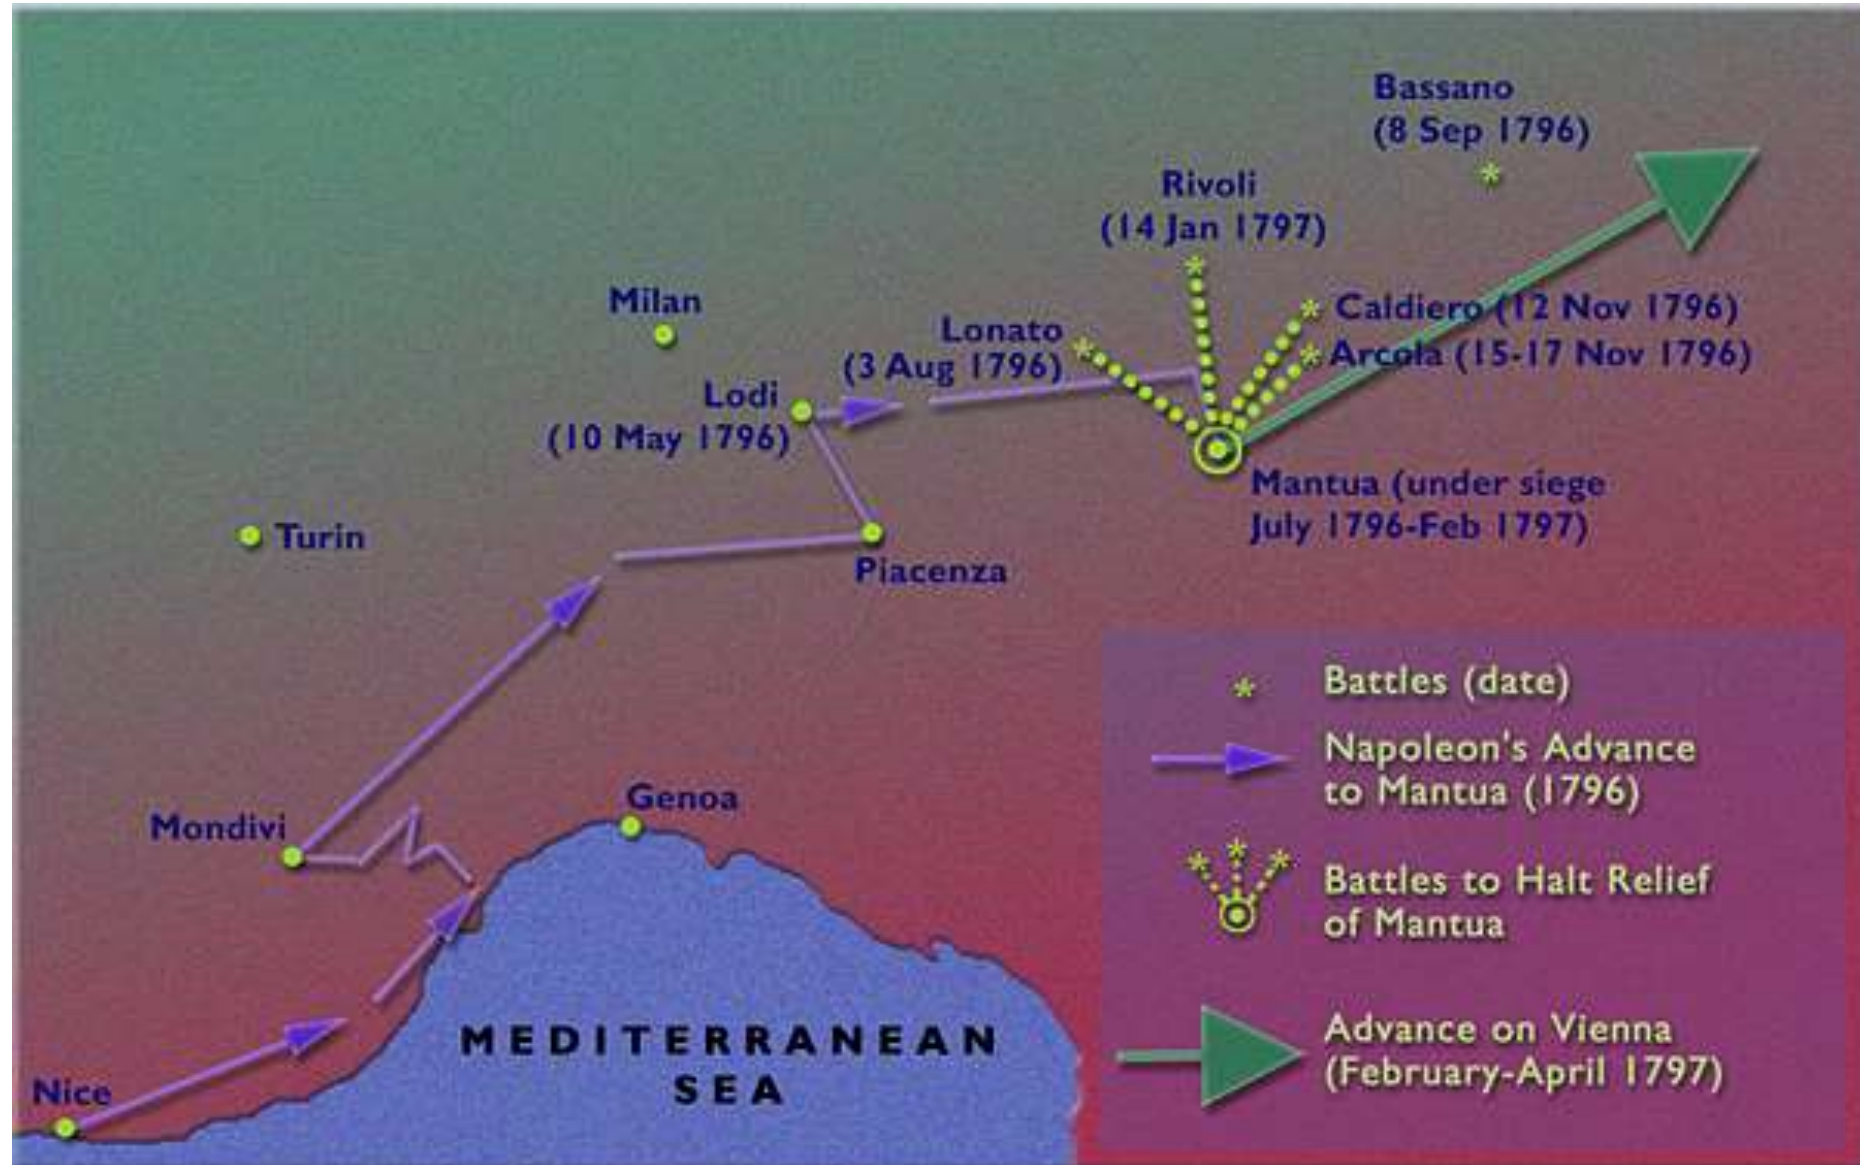 Bassano
(8 Sep 1796)
Rivoli
(14 Jan 1797)
Milan
Lonato
(3 Aug 1796)
Caldiero (12 Nov 1796)
Arcola (15-17 Nov 1796)
Lodi
(10 May 1796)
Mantua (under siege
July 1796-Feb 1797)
Turin
Piacenza
Mondivi
Genoa
MEDITERRANEAN
SEA
Nice
* Battles (date)
Napoleon's Advance
to Mantua (1796)
Battles to Halt Relief
of Mantua
Advance on Vienna
(February-April 1797)